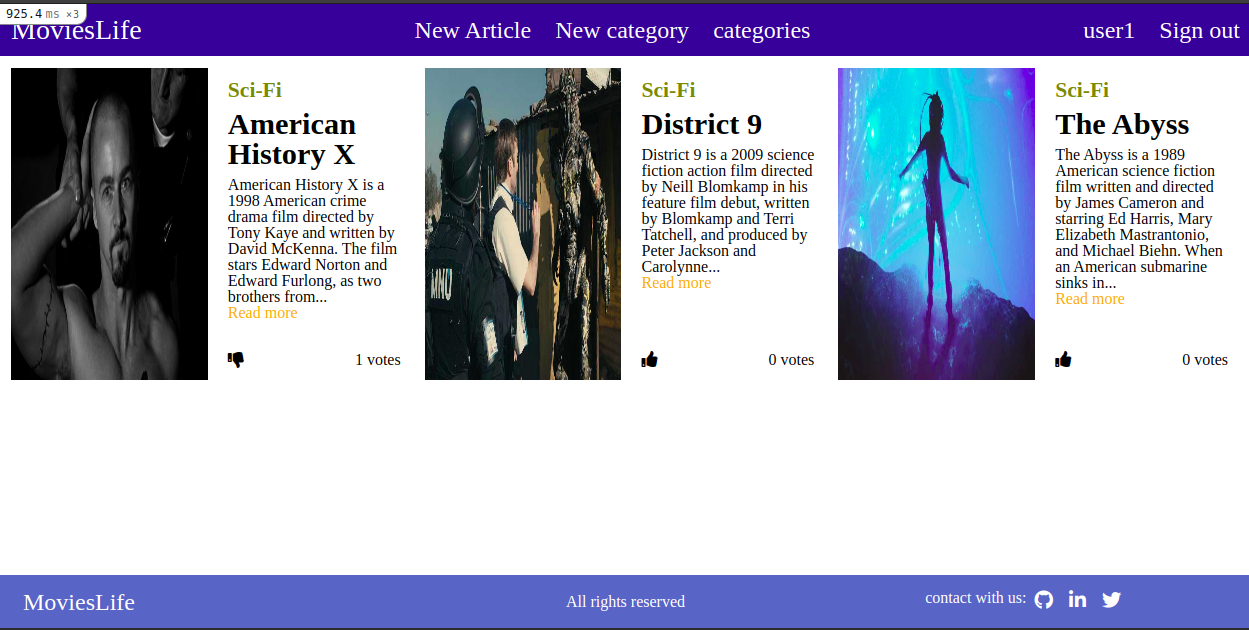 925.4 ms ×3
MoviesLife
New Article
New category
categories
user1
Sign out
Sci-Fi
American
History X
American History X is a
1998 American crime
drama film directed by
Tony Kaye and written by
David McKenna. The film
stars Edward Norton and
Edward Furlong, as two
brothers from...
Read more
1 votes
MNU
Sci-Fi
District 9
District 9 is a 2009 science
fiction action film directed
by Neill Blomkamp in his
feature film debut, written
by Blomkamp and Terri
Tatchell, and produced by
Peter Jackson and
Carolynne...
Read more
0 votes
Sci-Fi
The Abyss
The Abyss is a 1989
American science fiction
film written and directed
by James Cameron and
starring Ed Harris, Mary
Elizabeth Mastrantonio,
and Michael Biehn. When
an American submarine
sinks in...
Read more
0 votes
MoviesLife
All rights reserved
contact with us: